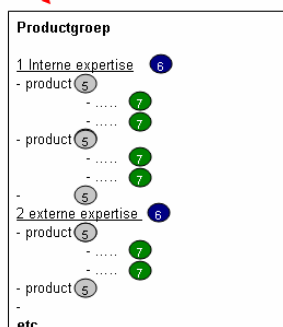 Productgroep
1 Interne expertise 6
- product 5
- ..... 7
- ..... 7
- product 5
- ..... 7
- ..... 7
- 5
2 externe expertise 6
- product 5
- ..... 7
- ..... 7
- product 5
-
etc